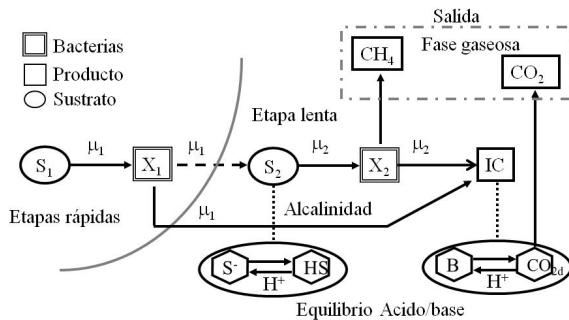 Salida
Bacterias
Producto
Sustrato
Fase gaseosa
CH4
CO2
Etapa lenta
μ1
μ1
μ2
μ2
S1
X1
S2
X2
IC
Etapas rápidas
μ1
Alcalinidad
S-
HS
H+
B
CO2d
H+
Equilibrio Acido/base